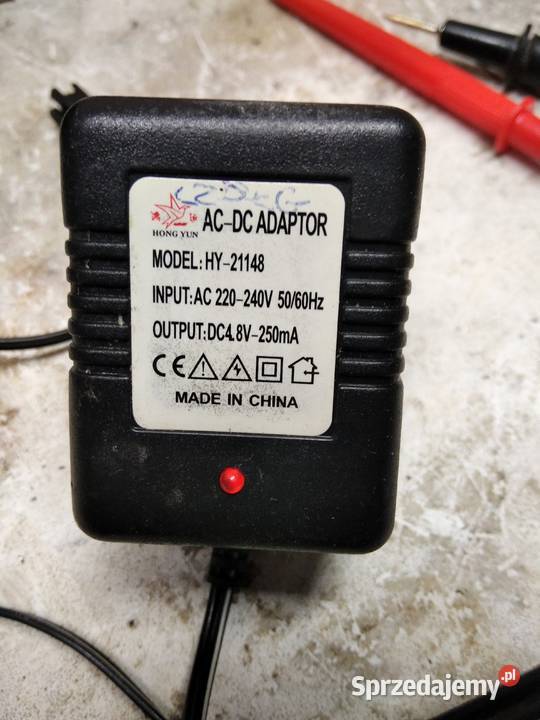 AC-DC ADAPTOR
HONG YUN
MODEL:HY-21148
INPUT:AC 220-240V 50/60Hz
OUTPUT:DC4.8V-250mA
CE
MADE IN CHINA
Sprzedajemy.pl